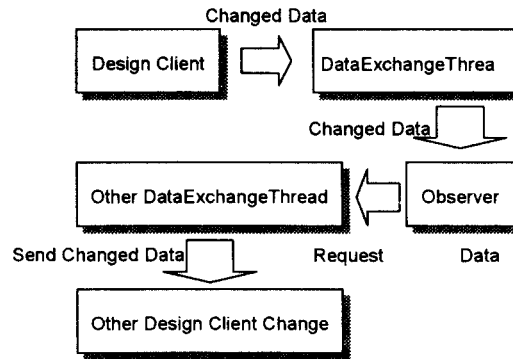 Changed Data
Design Client
DataExchangeThrea
Changed Data
Other DataExchangeThread
Observer
Send Changed Data
Request Data
Other Design Client Change